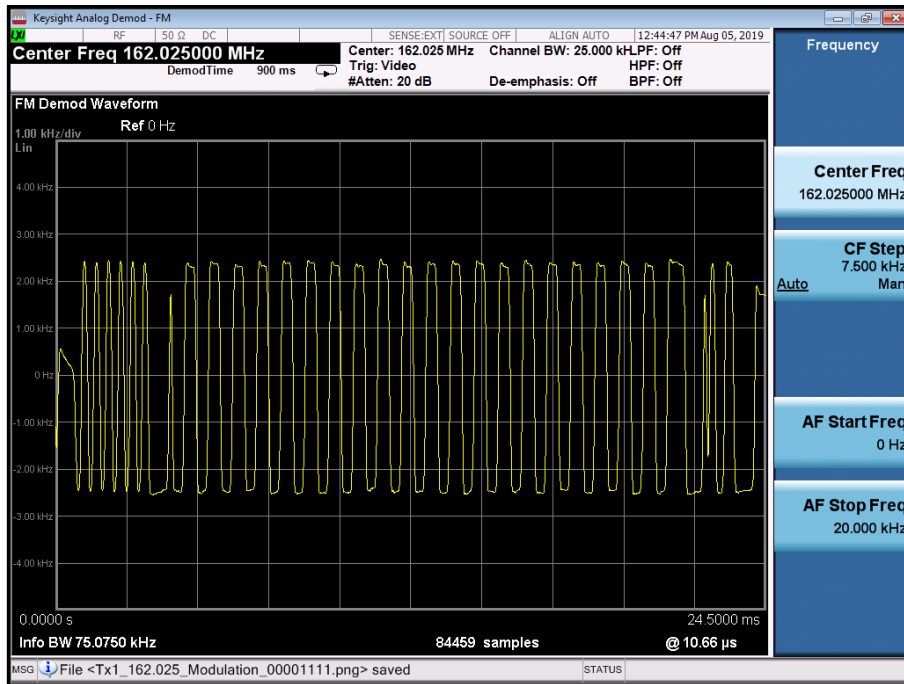 Keysight Analog Demod - FM
LXI RF 50 Ω DC SENSE:EXT SOURCE OFF ALIGN AUTO 12:44:47 PM Aug 05, 2019
Center Freq 162.025000 MHz
DemodTime 900 ms
Center: 162.025 MHz Channel BW: 25.000 kH LPF: Off
Trig: Video HPF: Off
#Atten: 20 dB De-emphasis: Off BPF: Off
FM Demod Waveform
1.00 kHz/div Ref 0 Hz
Lin
4.00 kHz
3.00 kHz
2.00 kHz
1.00 kHz
0 Hz
-1.00 kHz
-2.00 kHz
-3.00 kHz
-4.00 kHz
0.0000 s 24.5000 ms
Info BW 75.0750 kHz 84459 samples @ 10.66 µs
MSG File <Tx1_162.025_Modulation_00001111.png> saved STATUS
Frequency
Center Freq
162.025000 MHz
CF Step
7.500 kHz
Auto Man
AF Start Freq
0 Hz
AF Stop Freq
20.000 kHz